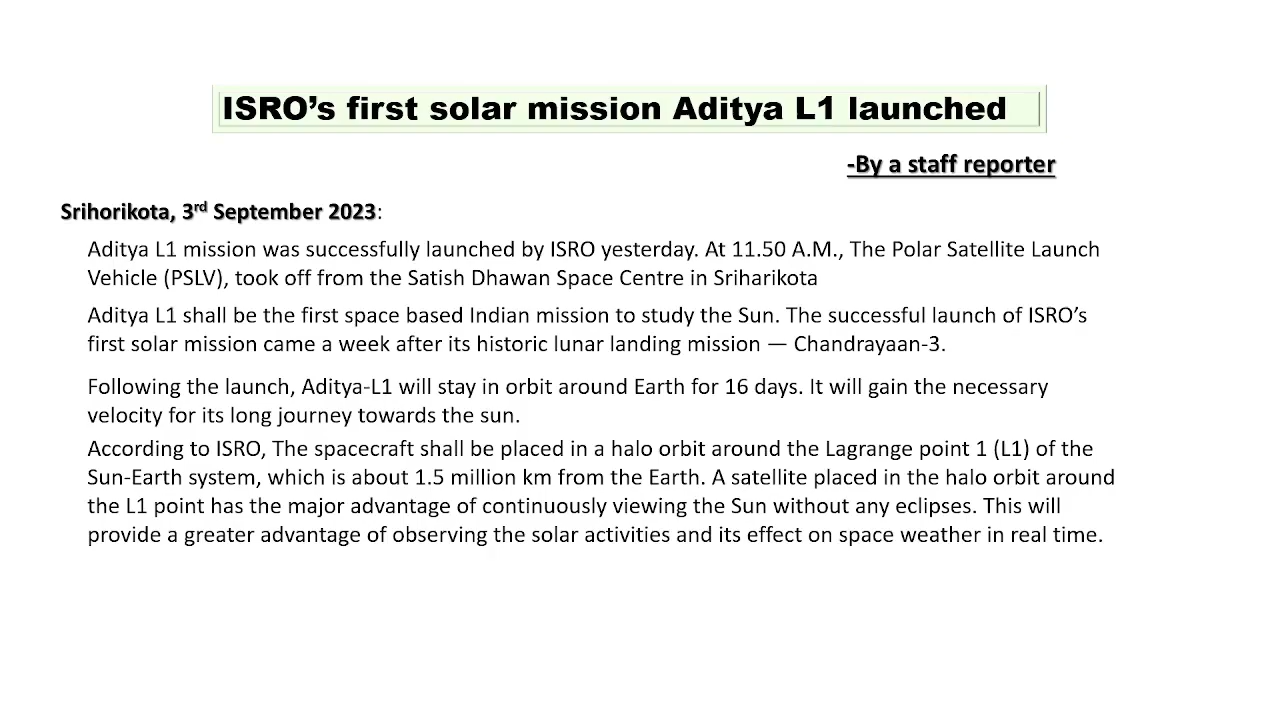 ISRO’s first solar mission Aditya L1 launched
-By a staff reporter
Srihorikota, 3rd September 2023:
Aditya L1 mission was successfully launched by ISRO yesterday. At 11.50 A.M., The Polar Satellite Launch
Vehicle (PSLV), took off from the Satish Dhawan Space Centre in Sriharikota
Aditya L1 shall be the first space based Indian mission to study the Sun. The successful launch of ISRO’s
first solar mission came a week after its historic lunar landing mission — Chandrayaan-3.
Following the launch, Aditya-L1 will stay in orbit around Earth for 16 days. It will gain the necessary
velocity for its long journey towards the sun.
According to ISRO, The spacecraft shall be placed in a halo orbit around the Lagrange point 1 (L1) of the
Sun-Earth system, which is about 1.5 million km from the Earth. A satellite placed in the halo orbit around
the L1 point has the major advantage of continuously viewing the Sun without any eclipses. This will
provide a greater advantage of observing the solar activities and its effect on space weather in real time.